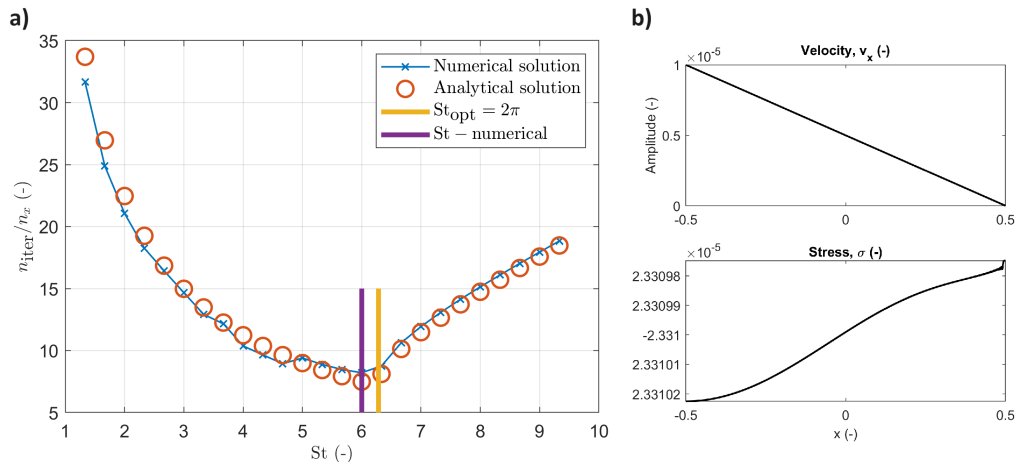 a)
35
30
25
20
15
10
5
n_iter/n_x (-)
1 2 3 4 5 6 7 8 9 10
St (-)
Numerical solution
Analytical solution
St_opt = 2π
St − numerical
b)
×10^-5
Velocity, v_x (-)
1
0.5
0
Amplitude (-)
-0.5 0 0.5
×10^-5
Stress, σ (-)
2.33098
2.33099
-2.331
2.33101
2.33102
-0.5 0 0.5
x (-)